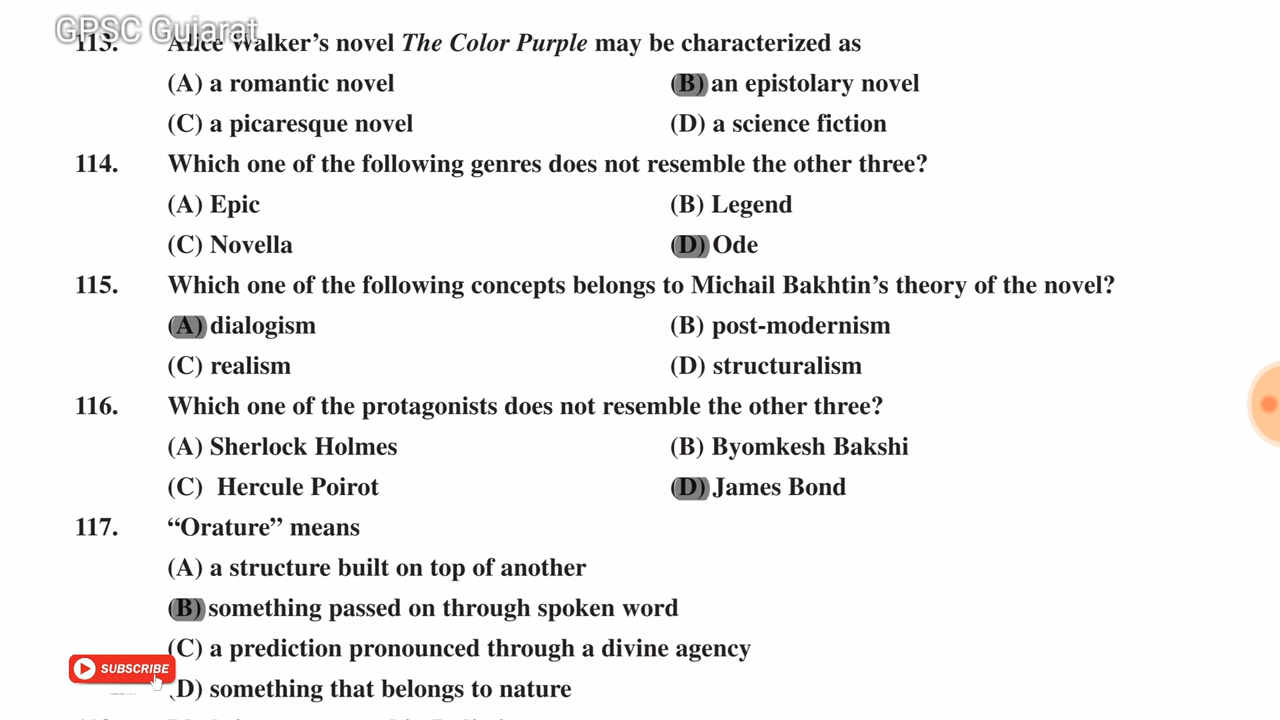 GPSC Gujarat
113. Alice Walker's novel The Color Purple may be characterized as
(A) a romantic novel (B) an epistolary novel
(C) a picaresque novel (D) a science fiction
114. Which one of the following genres does not resemble the other three?
(A) Epic (B) Legend
(C) Novella (D) Ode
115. Which one of the following concepts belongs to Michail Bakhtin's theory of the novel?
(A) dialogism (B) post-modernism
(C) realism (D) structuralism
116. Which one of the protagonists does not resemble the other three?
(A) Sherlock Holmes (B) Byomkesh Bakshi
(C) Hercule Poirot (D) James Bond
117. “Orature” means
(A) a structure built on top of another
(B) something passed on through spoken word
(C) a prediction pronounced through a divine agency
SUBSCRIBE
(D) something that belongs to nature